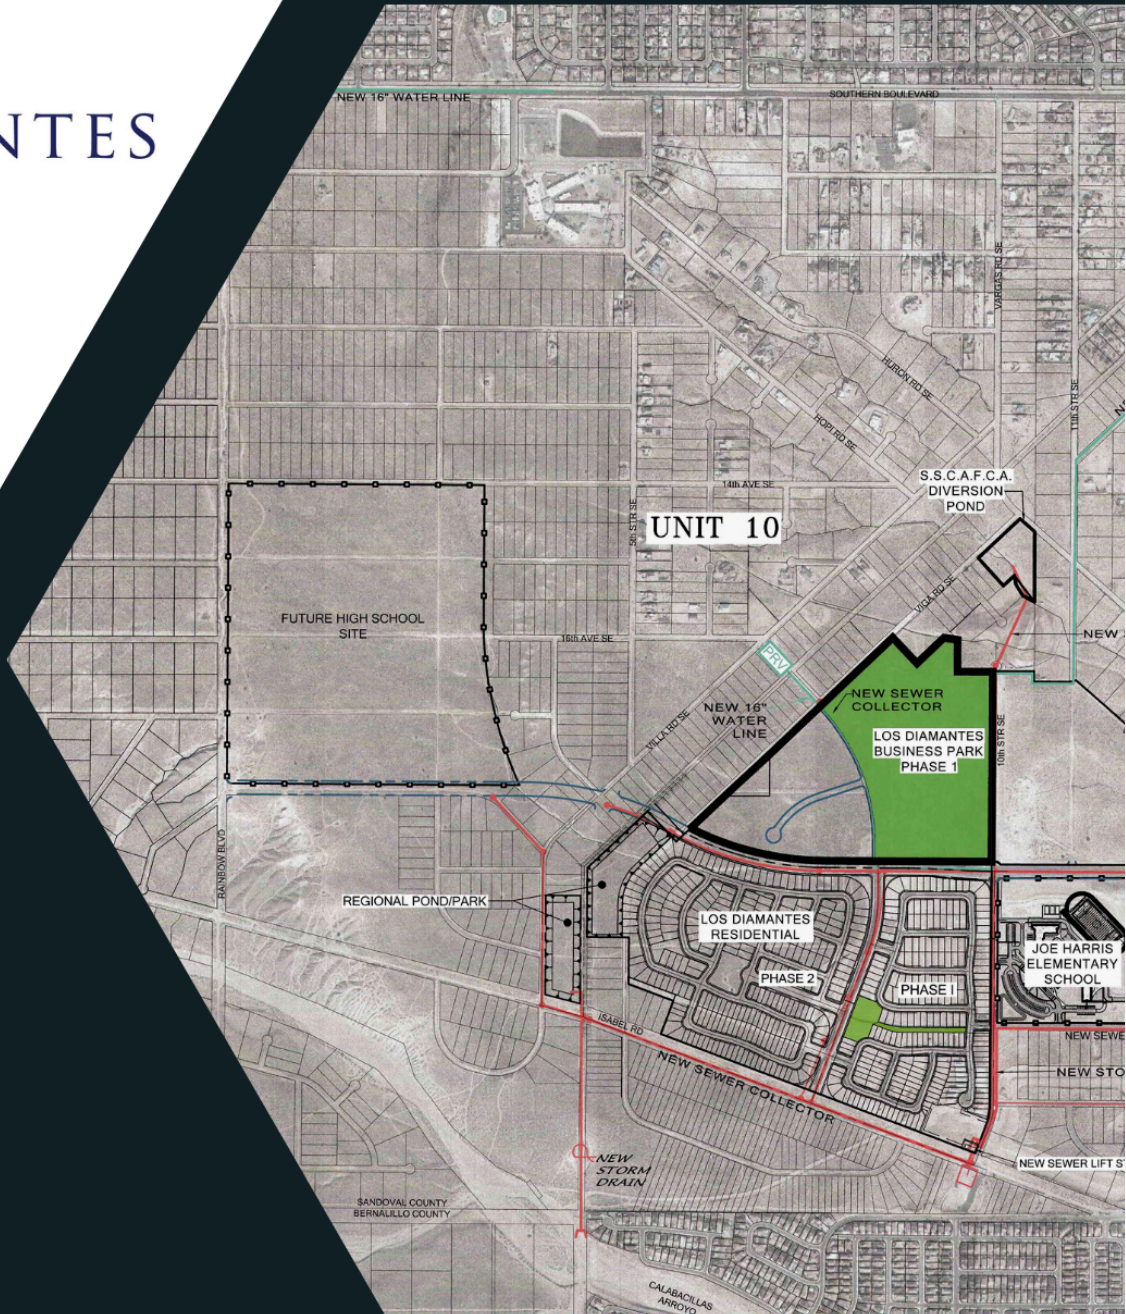 NTES
NEW 16" WATER LINE
SOUTHERN BOULEVARD
VARGAS RD SE
HURON RD SE
11th STR SE
HOPI RD SE
S.S.C.A.F.C.A.
DIVERSION
POND
14th AVE SE
5th STR SE
UNIT 10
VIGA RD SE
FUTURE HIGH SCHOOL
SITE
16th AVE SE
NEW
PRV
NEW SEWER
COLLECTOR
NEW 16"
WATER
LINE
VILLA RD SE
LOS DIAMANTES
BUSINESS PARK
PHASE 1
10th STR SE
RAINBOW BLVD
REGIONAL POND/PARK
LOS DIAMANTES
RESIDENTIAL
PHASE 2
PHASE I
JOE HARRIS
ELEMENTARY
SCHOOL
ISABEL RD
NEW SEWE
NEW SEWER COLLECTOR
NEW STO
NEW
STORM
DRAIN
NEW SEWER LIFT ST
SANDOVAL COUNTY
BERNALILLO COUNTY
CALABACILLAS
ARROYO